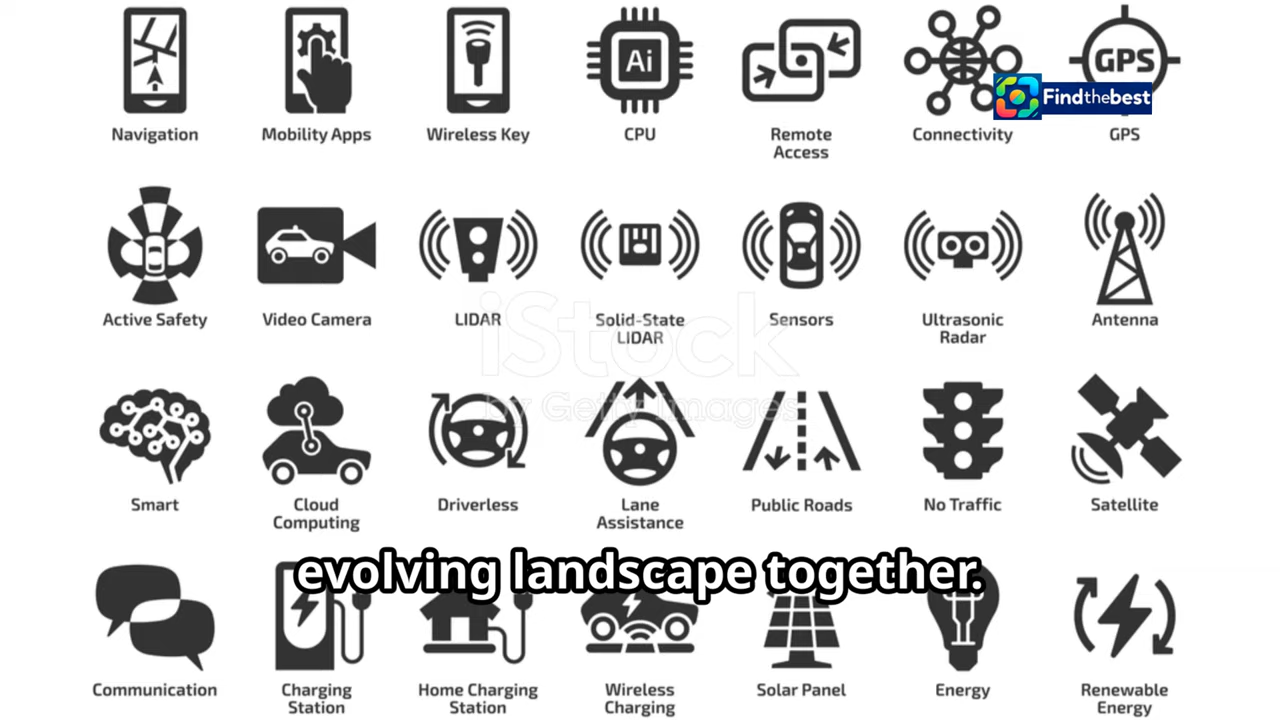 Ai
GPS
Findthebest
Navigation
Mobility Apps
Wireless Key
CPU
Remote
Access
Connectivity
GPS
Active Safety
Video Camera
LIDAR
Solid-State
LIDAR
Sensors
Ultrasonic
Radar
Antenna
iStock
by Getty Images
Smart
Cloud
Computing
Driverless
Lane
Assistance
Public Roads
No Traffic
Satellite
evolving landscape together.
Communication
Charging
Station
Home Charging
Station
Wireless
Charging
Solar Panel
Energy
Renewable
Energy